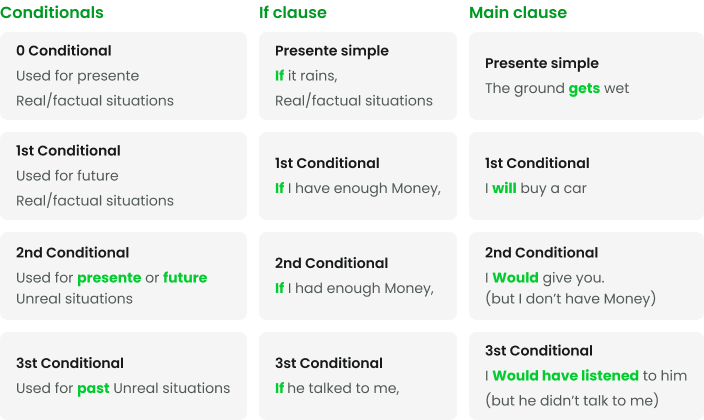 Conditionals
If clause
Main clause
0 Conditional
Used for presente
Real/factual situations
Presente simple
If it rains,
Real/factual situations
Presente simple
The ground gets wet
1st Conditional
Used for future
Real/factual situations
1st Conditional
If I have enough Money,
1st Conditional
I will buy a car
2nd Conditional
Used for presente or future
Unreal situations
2nd Conditional
If I had enough Money,
2nd Conditional
I Would give you.
(but I don’t have Money)
3st Conditional
Used for past Unreal situations
3st Conditional
If he talked to me,
3st Conditional
I Would have listened to him
(but he didn’t talk to me)